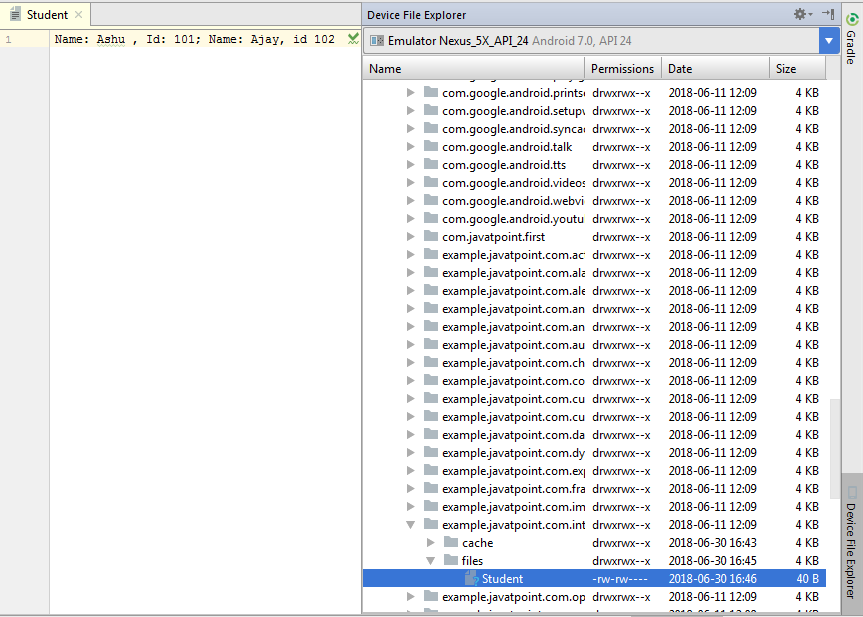 Student
1 Name: Ashu , Id: 101; Name: Ajay, id 102
Device File Explorer
Emulator Nexus_5X_API_24 Android 7.0, API 24
Name Permissions Date Size
com.google.android.printsc drwxrwx--x 2018-06-11 12:09 4 KB
com.google.android.setupv drwxrwx--x 2018-06-11 12:09 4 KB
com.google.android.syncac drwxrwx--x 2018-06-11 12:09 4 KB
com.google.android.talk drwxrwx--x 2018-06-11 12:09 4 KB
com.google.android.tts drwxrwx--x 2018-06-11 12:09 4 KB
com.google.android.videos drwxrwx--x 2018-06-11 12:09 4 KB
com.google.android.webvi drwxrwx--x 2018-06-11 12:09 4 KB
com.google.android.youtu drwxrwx--x 2018-06-11 12:09 4 KB
com.javatpoint.first drwxrwx--x 2018-06-11 12:09 4 KB
example.javatpoint.com.ac drwxrwx--x 2018-06-11 12:09 4 KB
example.javatpoint.com.ala drwxrwx--x 2018-06-11 12:09 4 KB
example.javatpoint.com.ale drwxrwx--x 2018-06-11 12:09 4 KB
example.javatpoint.com.an drwxrwx--x 2018-06-11 12:09 4 KB
example.javatpoint.com.an drwxrwx--x 2018-06-11 12:09 4 KB
example.javatpoint.com.au drwxrwx--x 2018-06-11 12:09 4 KB
example.javatpoint.com.ch drwxrwx--x 2018-06-11 12:09 4 KB
example.javatpoint.com.co drwxrwx--x 2018-06-11 12:09 4 KB
example.javatpoint.com.cu drwxrwx--x 2018-06-11 12:09 4 KB
example.javatpoint.com.cu drwxrwx--x 2018-06-11 12:09 4 KB
example.javatpoint.com.da drwxrwx--x 2018-06-11 12:09 4 KB
example.javatpoint.com.dy drwxrwx--x 2018-06-11 12:09 4 KB
example.javatpoint.com.exp drwxrwx--x 2018-06-11 12:09 4 KB
example.javatpoint.com.fra drwxrwx--x 2018-06-11 12:09 4 KB
example.javatpoint.com.im drwxrwx--x 2018-06-11 12:09 4 KB
example.javatpoint.com.int drwxrwx--x 2018-06-11 12:09 4 KB
cache drwxrwx--x 2018-06-30 16:43 4 KB
files drwxrwx--x 2018-06-30 16:45 4 KB
Student -rw-rw---- 2018-06-30 16:46 40 B
example.javatpoint.com.op drwxrwx--x 2018-06-11 12:09 4 KB
Gradle
Device File Explorer